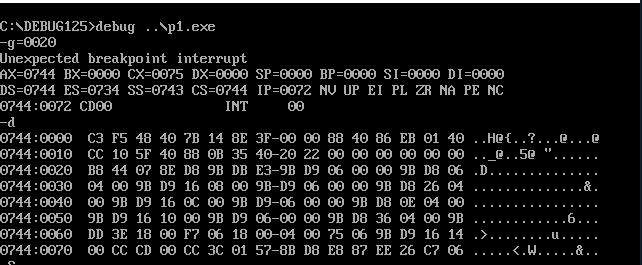 C:\DEBUG125>debug ..\p1.exe
-g=0020
Unexpected breakpoint interrupt
AX=0744 BX=0000 CX=0075 DX=0000 SP=0000 BP=0000 SI=0000 DI=0000
DS=0744 ES=0734 SS=0743 CS=0744 IP=0072 NV UP EI PL ZR NA PE NC
0744:0072 CD00 INT 00
-d
0744:0000 C3 F5 48 40 7B 14 8E 3F-00 00 88 40 86 EB 01 40 ..H@{..?...@...@
0744:0010 CC 10 5F 40 88 0B 35 40-20 22 00 00 00 00 00 00 .._@..5@ "......
0744:0020 B8 44 07 8E D8 9B DB E3-9B D9 06 00 00 9B D8 06 .D..............
0744:0030 04 00 9B D9 16 08 00 9B-D9 06 00 00 9B D8 26 04 ..............&.
0744:0040 00 9B D9 16 0C 00 9B D9-06 00 00 9B D8 0E 04 00 ................
0744:0050 9B D9 16 10 00 9B D9 06-00 00 9B D8 36 04 00 9B ............6...
0744:0060 DD 3E 18 00 F7 06 18 00-04 00 75 06 9B D9 16 14 .>........u.....
0744:0070 00 CC CD 00 CC 3C 01 57-8B D8 E8 87 EE 26 C7 06 .....<.W.....&..